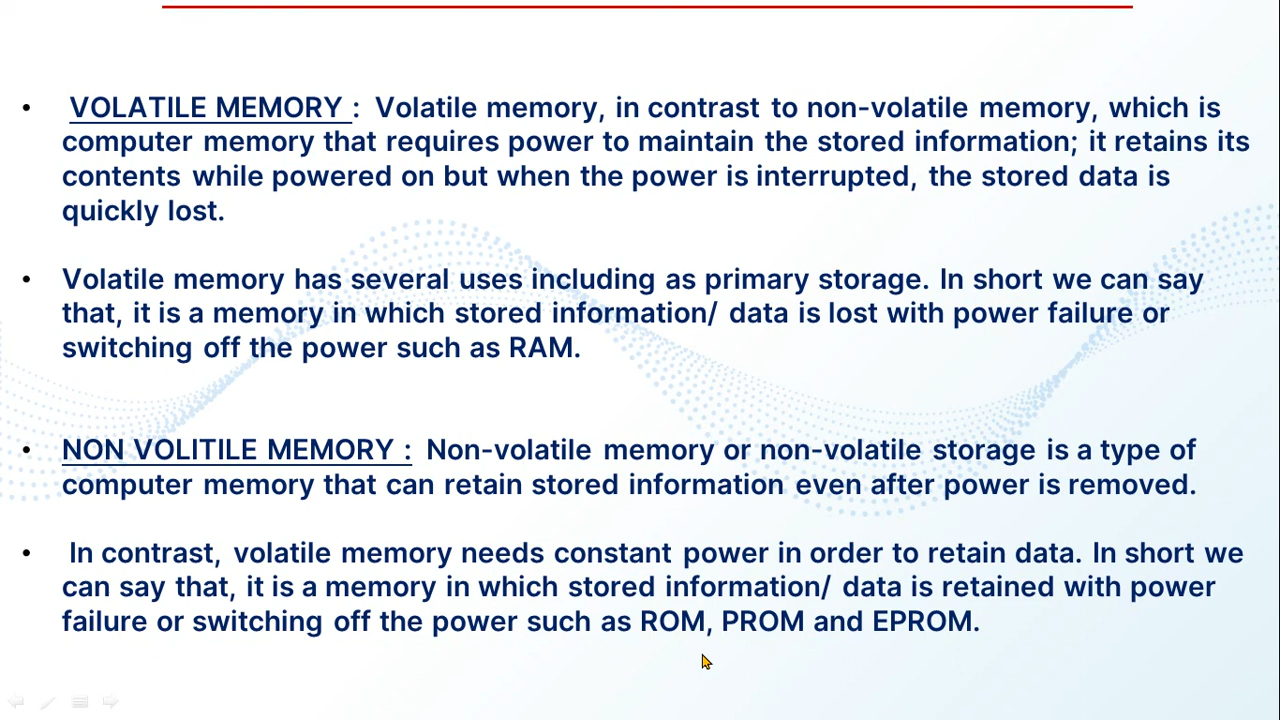 • VOLATILE MEMORY : Volatile memory, in contrast to non-volatile memory, which is
computer memory that requires power to maintain the stored information; it retains its
contents while powered on but when the power is interrupted, the stored data is
quickly lost.
• Volatile memory has several uses including as primary storage. In short we can say
that, it is a memory in which stored information/ data is lost with power failure or
switching off the power such as RAM.
• NON VOLITILE MEMORY : Non-volatile memory or non-volatile storage is a type of
computer memory that can retain stored information even after power is removed.
• In contrast, volatile memory needs constant power in order to retain data. In short we
can say that, it is a memory in which stored information/ data is retained with power
failure or switching off the power such as ROM, PROM and EPROM.